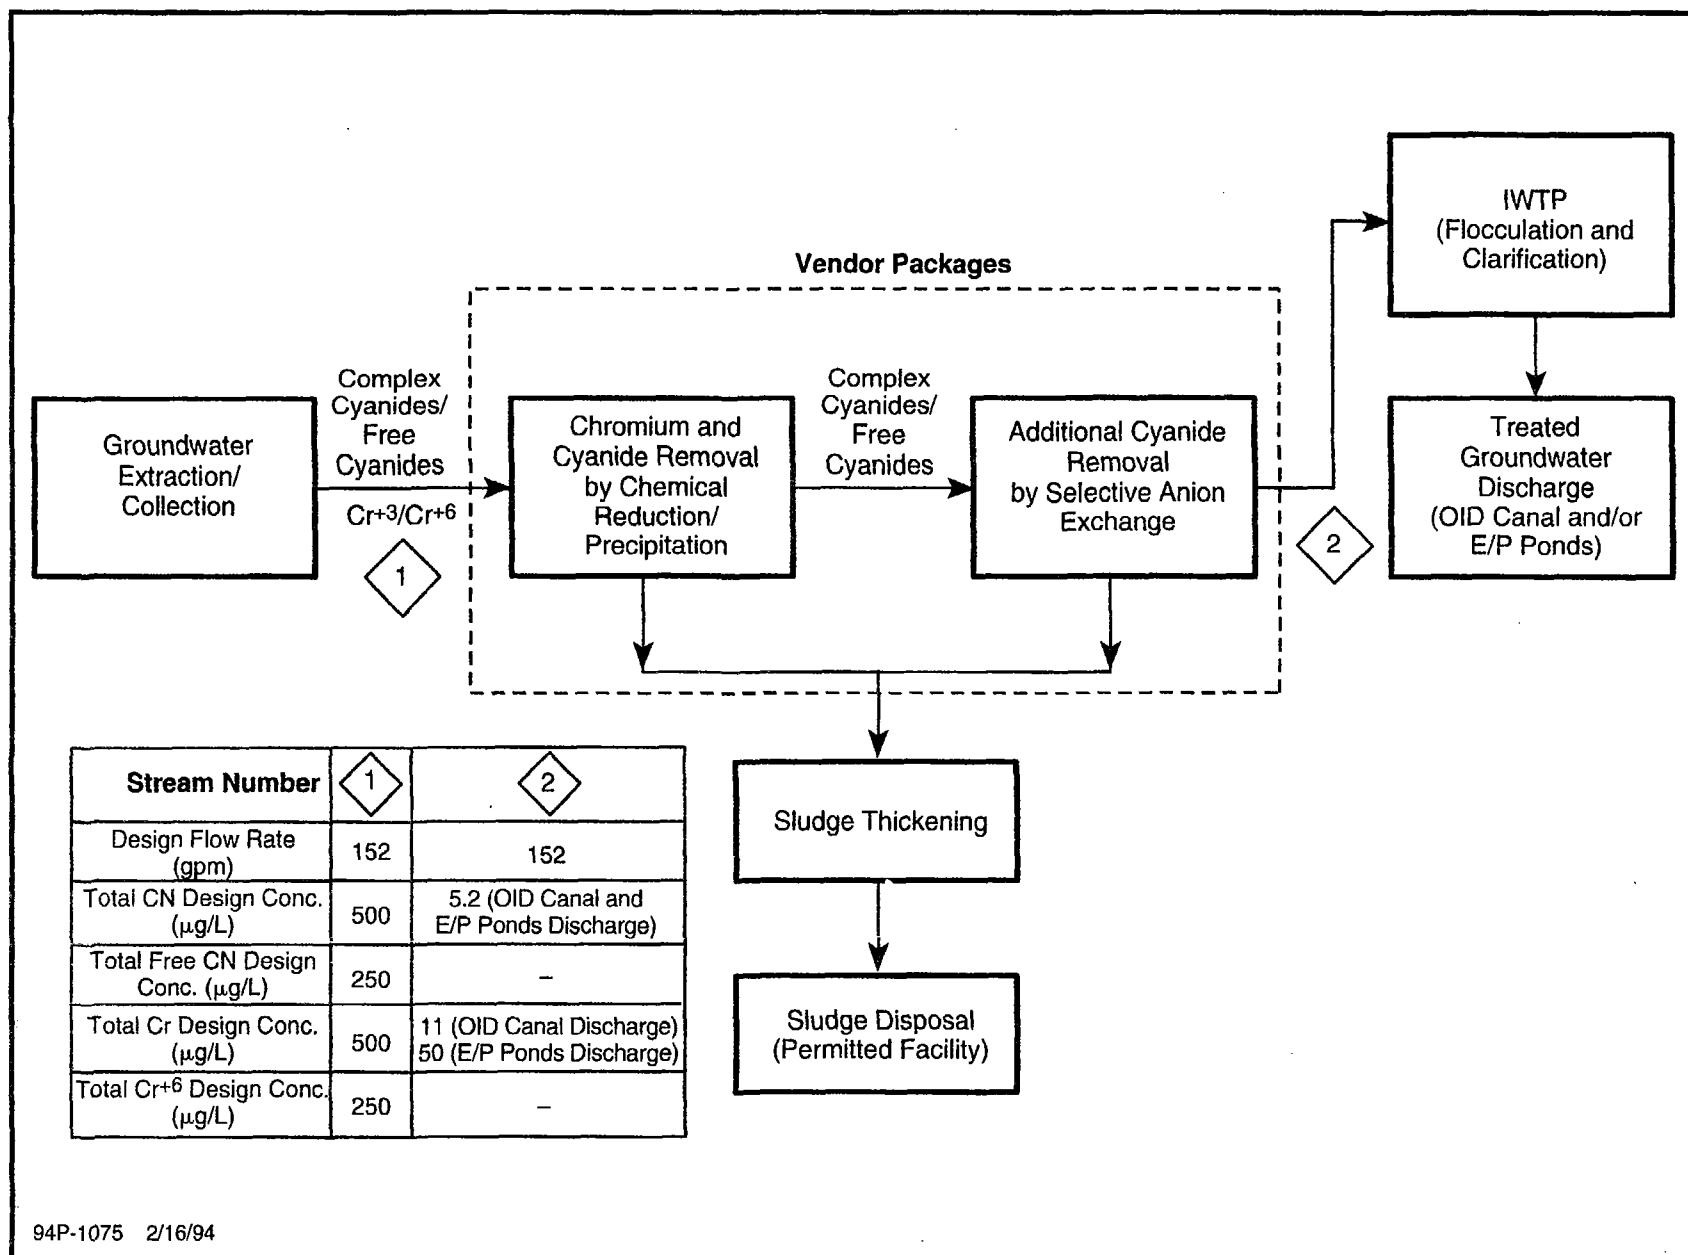 IWTP
(Flocculation and
Clarification)
Vendor Packages
Groundwater
Extraction/
Collection
Complex
Cyanides/
Free
Cyanides
Cr+3/Cr+6
1
Chromium and
Cyanide Removal
by Chemical
Reduction/
Precipitation
Complex
Cyanides/
Free
Cyanides
Additional Cyanide
Removal
by Selective Anion
Exchange
2
Treated
Groundwater
Discharge
(OID Canal and/or
E/P Ponds)
Sludge Thickening
Sludge Disposal
(Permitted Facility)
Stream Number 1 2
Design Flow Rate
(gpm) 152 152
Total CN Design Conc.
(μg/L) 500 5.2 (OID Canal and
E/P Ponds Discharge)
Total Free CN Design
Conc. (μg/L) 250 –
Total Cr Design Conc.
(μg/L) 500 11 (OID Canal Discharge)
50 (E/P Ponds Discharge)
Total Cr+6 Design Conc.
(μg/L) 250 –
94P-1075 2/16/94